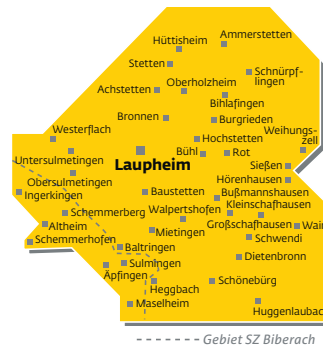 Ammerstetten
Hüttisheim
Stetten
Schnürpf-
lingen
Achstetten
Oberholzheim
Bihlafingen
Bronnen
Burgrieden
Westerflach
Weihungs-
zell
Hochstetten
Untersulmetingen
Laupheim
Bühl
Rot
Sießen
Obersulmetingen
Hörenhausen
Ingerkingen
Baustetten
Bußmannshausen
Kleinschafhausen
Schemmerberg
Walpertshofen
Altheim
Großschafhausen
Wain
Mietingen
Schemmerhofen
Schwendi
Baltringen
Dietenbronn
Sulmingen
Äpfingen
Heggbach
Schönebürg
Maselheim
Huggenlaubach
Gebiet SZ Biberach